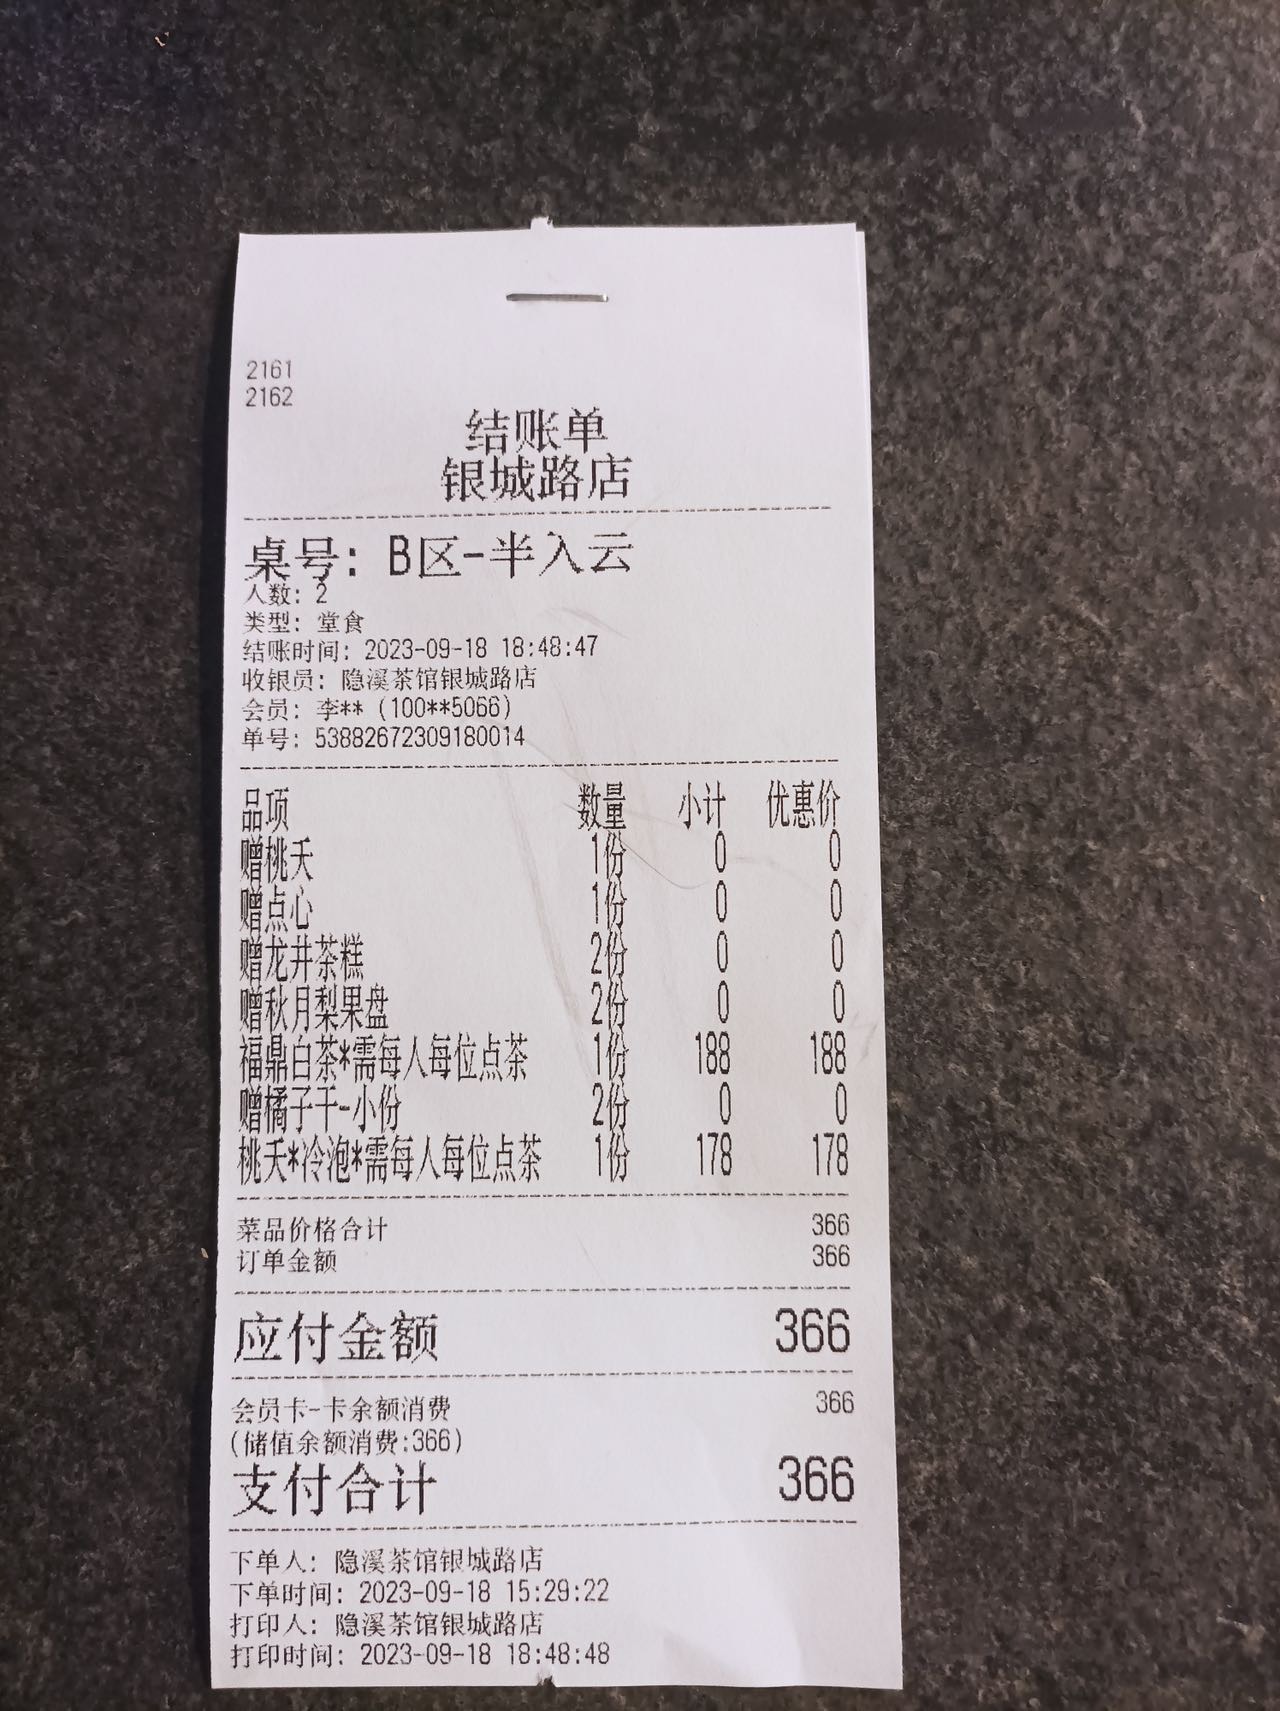 2161
2162
结账单
银城路店
桌号: B区-半入云
人数: 2
类型: 堂食
结账时间: 2023-09-18 18:48:47
收银员: 隐溪茶馆银城路店
会员: 李** (100**5066)
单号: 53882672309180014
品项 数量 小计 优惠价
赠桃夭 1份 0 0
赠点心 1份 0 0
赠龙井茶糕 2份 0 0
赠秋月梨果盘 2份 0 0
福鼎白茶*需每人每位点茶 1份 188 188
赠橘子干-小份 2份 0 0
桃夭*冷泡*需每人每位点茶 1份 178 178
菜品价格合计 366
订单金额 366
应付金额 366
会员卡-卡余额消费 366
(储值余额消费:366)
支付合计 366
下单人: 隐溪茶馆银城路店
下单时间: 2023-09-18 15:29:22
打印人: 隐溪茶馆银城路店
打印时间: 2023-09-18 18:48:48